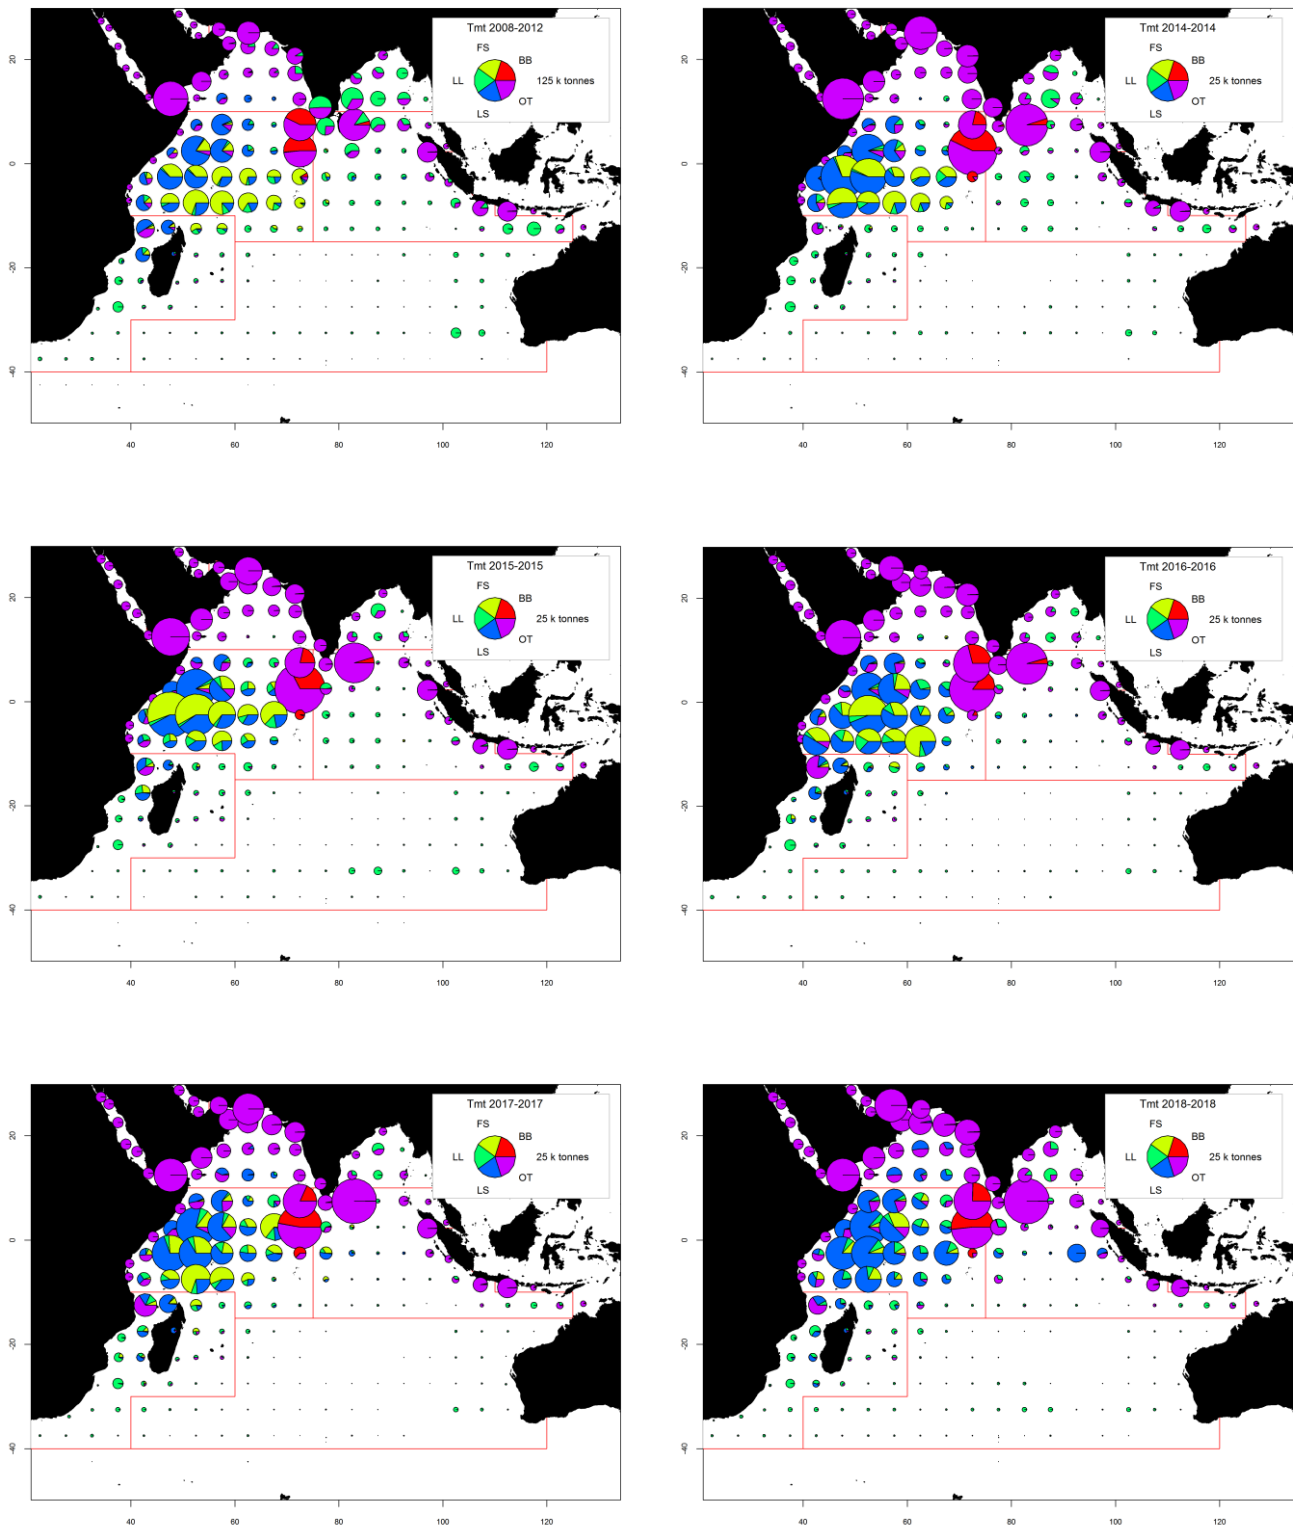 Tmt 2008-2012
FS
BB
LL
125 k tonnes
OT
LS
20
0
-20
-40
40
60
80
100
120
Tmt 2014-2014
FS
BB
LL
25 k tonnes
OT
LS
20
0
-20
-40
40
60
80
100
120
Tmt 2015-2015
FS
BB
LL
25 k tonnes
OT
LS
20
0
-20
-40
40
60
80
100
120
Tmt 2016-2016
FS
BB
LL
25 k tonnes
OT
LS
20
0
-20
-40
40
60
80
100
120
Tmt 2017-2017
FS
BB
LL
25 k tonnes
OT
LS
20
0
-20
-40
40
60
80
100
120
Tmt 2018-2018
FS
BB
LL
25 k tonnes
OT
LS
20
0
-20
-40
40
60
80
100
120